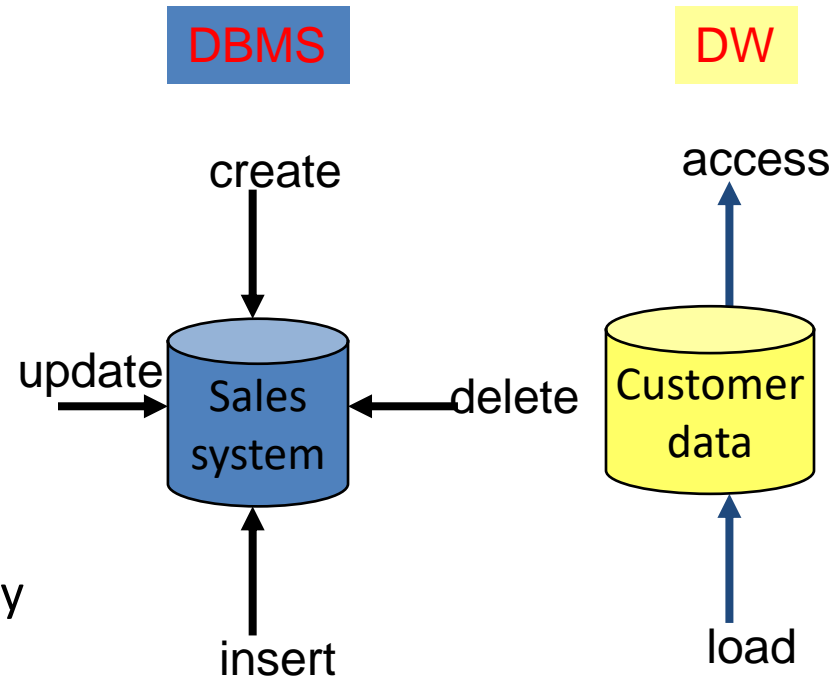 DBMS
DW
create
access
update
Sales
system
delete
Customer
data
y
insert
load